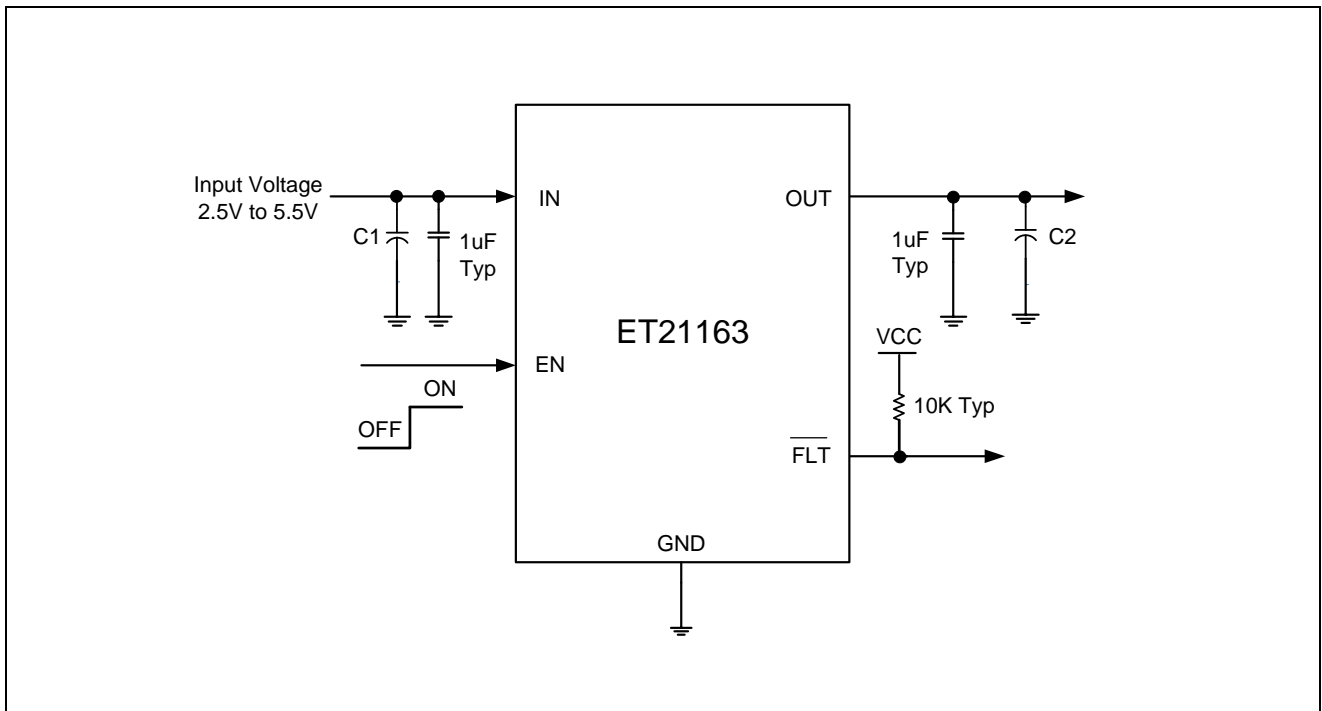 Input Voltage
2.5V to 5.5V
C1
1uF
Typ
IN
OUT
1uF
Typ
C2
ET21163
EN
ON
OFF
VCC
10K Typ
FLT
GND